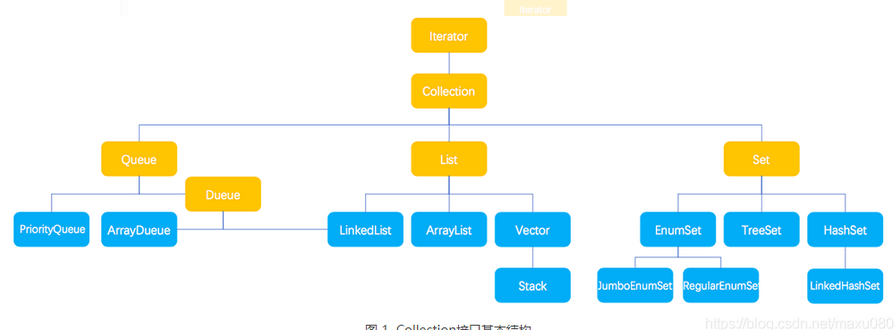 Iterator
Iterator
Collection
Queue
List
Set
Dueue
PriorityQueue
ArrayDueue
LinkedList
ArrayList
Vector
EnumSet
TreeSet
HashSet
Stack
JumboEnumSet
RegularEnumSet
LinkedHashSet
图 1. Collection接口基本结构
https://blog.csdn.net/maxu080